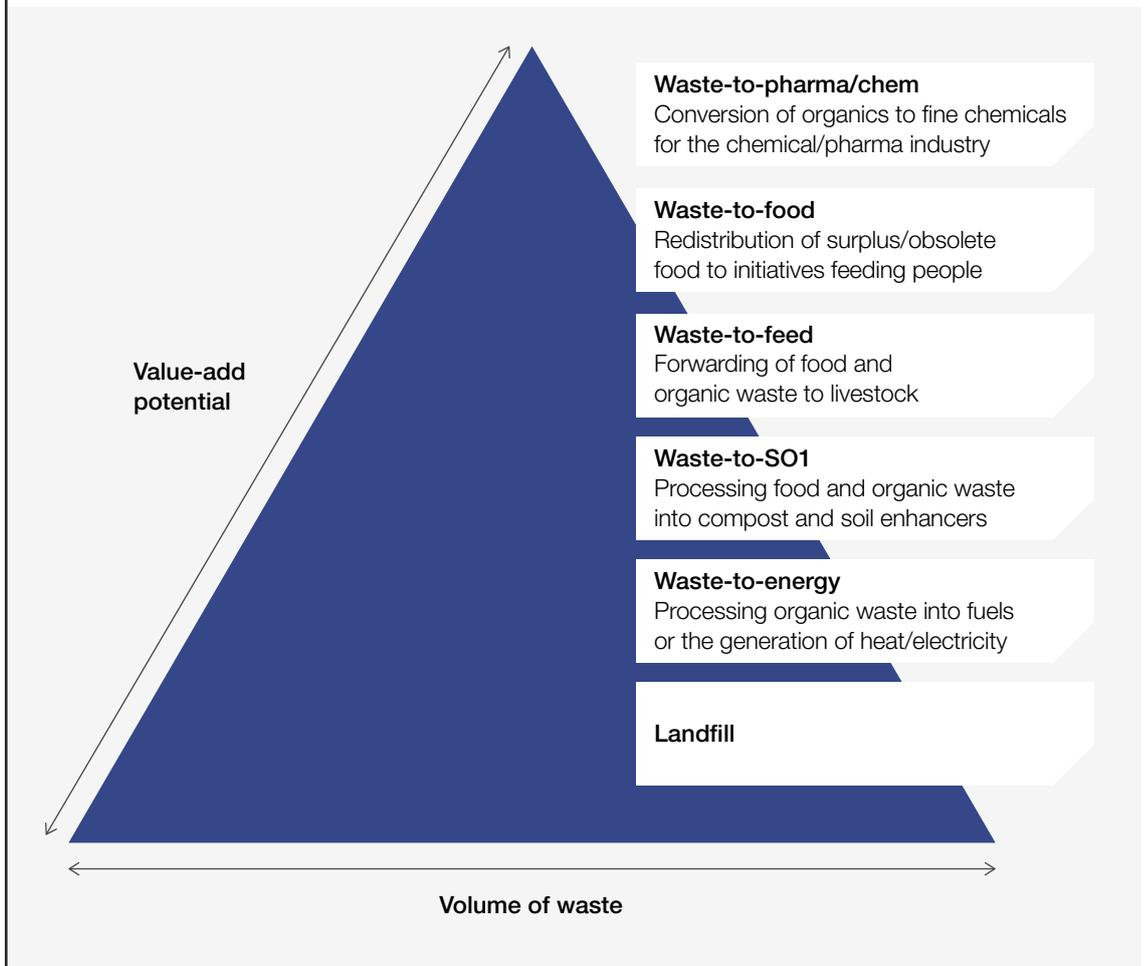 Waste-to-pharma/chem
Conversion of organics to fine chemicals
for the chemical/pharma industry
Waste-to-food
Redistribution of surplus/obsolete
food to initiatives feeding people
Waste-to-feed
Forwarding of food and
organic waste to livestock
Value-add
potential
Waste-to-SO1
Processing food and organic waste
into compost and soil enhancers
Waste-to-energy
Processing organic waste into fuels
or the generation of heat/electricity
Landfill
Volume of waste